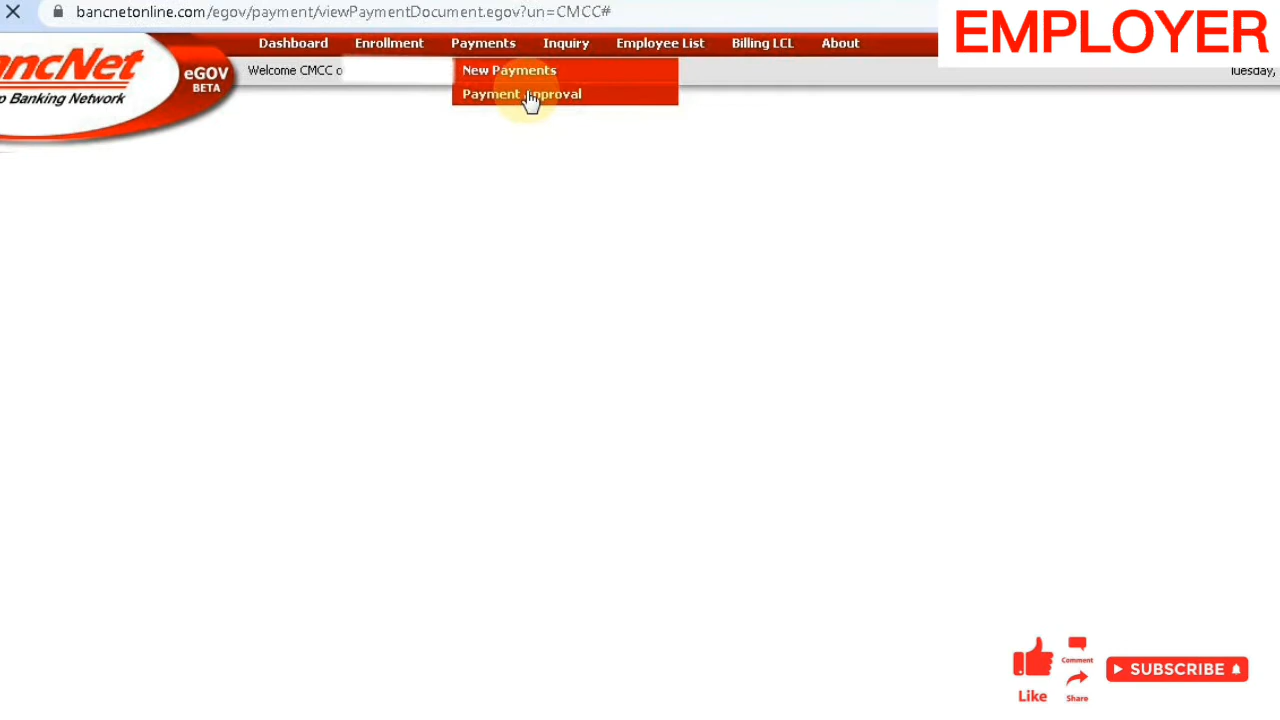 bancnetonline.com/egov/payment/viewPaymentDocument.egov?un=CMCC#
EMPLOYER
Dashboard Enrollment Payments Inquiry Employee List Billing LCL About
ancNet
eGOV
BETA
p Banking Network
Welcome CMCC o
New Payments
Tuesday,
Payment Approval
Comment
SUBSCRIBE
Like
Share